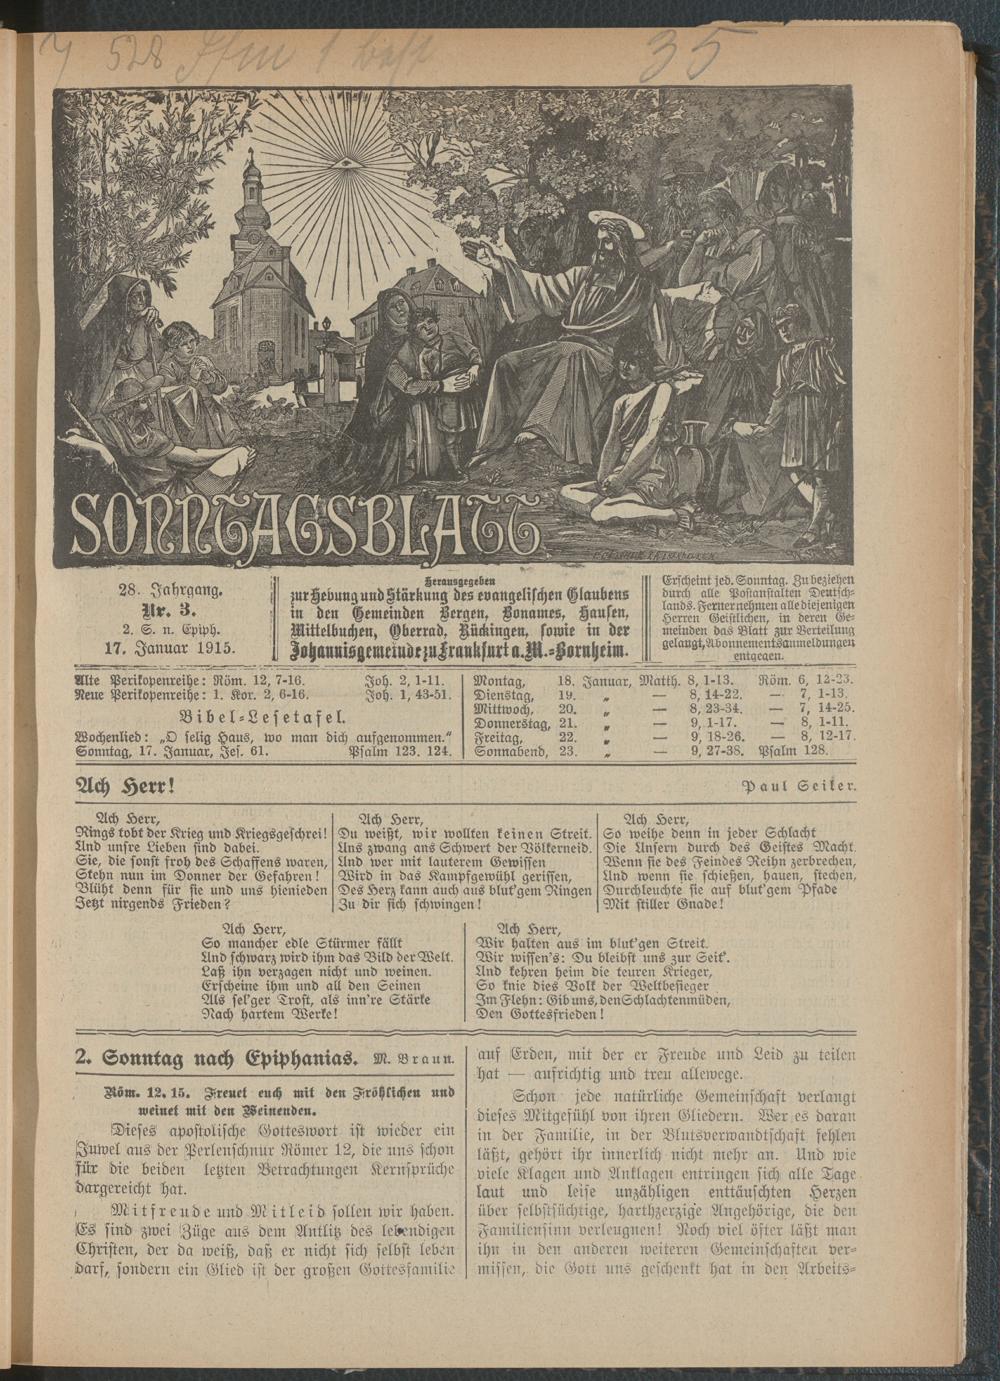 528
35
SONNTAGSBLATT
28. Jahrgang.
Nr. 3.
2. S. n. Epiph.
17. Januar 1915.
Herausgegeben
zur Hebung und Stärkung des evangelischen Glaubens
in den Gemeinden Bergen, Bonames, Hausen,
Mittelbuchen, Oberrad, Rückingen, sowie in der
Johannisgemeinde zu Frankfurt a. M.=Bornheim.
Erscheint jed. Sonntag. Zu beziehen
durch alle Postanstalten Deutsch=
lands. Ferner nehmen alle diejenigen
Herren Geistlichen, in deren Ge=
meinden das Blatt zur Verteilung
gelangt, Abonnementsanmeldungen
entgegen.
Alte Perikopenreihe: Röm. 12, 7-16. Joh. 2, 1-11.
Neue Perikopenreihe: 1. Kor. 2, 6-16. Joh. 1, 43-51.
Bibel=Lesetafel.
Wochenlied: „O selig Haus, wo man dich aufgenommen."
Sonntag, 17. Januar, Jes. 61. Psalm 123. 124.
Montag, 18. Januar, Matth. 8, 1-13. Röm. 6, 12-23.
Dienstag, 19. „ — 8, 14-22. — 7, 1-13.
Mittwoch, 20. „ — 8, 23-34. — 7, 14-25.
Donnerstag, 21. „ — 9, 1-17. — 8, 1-11.
Freitag, 22. „ — 9, 18-26. — 8, 12-17.
Sonnabend, 23. „ — 9, 27-38. Psalm 128.
Ach Herr! Paul Seiler.
Ach Herr,
Rings tobt der Krieg und Kriegsgeschrei!
Und unsre Lieben sind dabei.
Sie, die sonst froh des Schaffens waren,
Stehn nun im Donner der Gefahren!
Blüht denn für sie und uns hienieden
Jetzt nirgends Frieden?
Ach Herr,
Du weißt, wir wollten keinen Streit.
Uns zwang ans Schwert der Völkerneid.
Und wer mit lauterem Gewissen
Wird in das Kampfgewühl gerissen,
Des Herz kann auch aus blut'gem Ringen
Zu dir sich schwingen!
Ach Herr,
So weihe denn in jeder Schlacht
Die Unsern durch des Geistes Macht.
Wenn sie des Feindes Reihn zerbrechen,
Und wenn sie schießen, hauen, stechen,
Durchleuchte sie auf blut'gem Pfade
Mit stiller Gnade!
Ach Herr,
So mancher edle Stürmer fällt
Und schwarz wird ihm das Bild der Welt.
Laß ihn verzagen nicht und weinen.
Erscheine ihm und all den Seinen
Als sel'ger Trost, als inn're Stärke
Nach hartem Werke!
Ach Herr,
Wir halten aus im blut'gen Streit.
Wir wissen's: Du bleibst uns zur Seit'.
Und kehren heim die teuren Krieger,
So knie dies Volk der Weltbesieger
Im Flehn: Gib uns, den Schlachtenmüden,
Den Gottesfrieden!
2. Sonntag nach Epiphanias. M. Braun.
Röm. 12, 15. Freuet euch mit den Fröhlichen und
weinet mit den Weinenden.
Dieses apostolische Gotteswort ist wieder ein
Juwel aus der Perlenschnur Römer 12, die uns schon
für die beiden letzten Betrachtungen Kernsprüche
dargereicht hat.
Mitfreude und Mitleid sollen wir haben.
Es sind zwei Züge aus dem Antlitz des lebendigen
Christen, der da weiß, daß er nicht sich selbst leben
darf, sondern ein Glied ist der großen Gottesfamilie
auf Erden, mit der er Freude und Leid zu teilen
hat — aufrichtig und treu allewege.
Schon jede natürliche Gemeinschaft verlangt
dieses Mitgefühl von ihren Gliedern. Wer es daran
in der Familie, in der Blutsverwandtschaft fehlen
läßt, gehört ihr innerlich nicht mehr an. Und wie
viele Klagen und Anklagen entringen sich alle Tage
laut und leise unzähligen enttäuschten Herzen
über selbstsüchtige, hartherzige Angehörige, die den
Familiensinn verleugnen! Noch viel öfter läßt man
ihn in den anderen weiteren Gemeinschaften ver=
missen, die Gott uns geschenkt hat in den Arbeits=